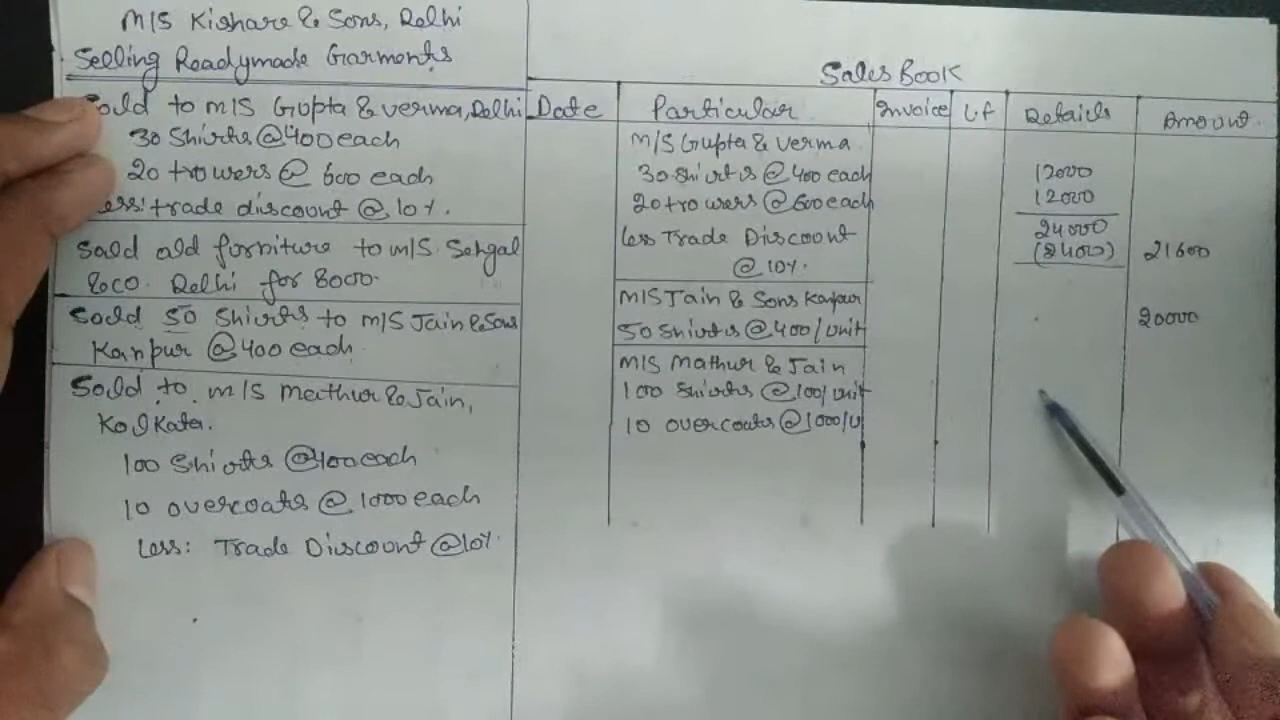 M/S Kishore & Sons, Delhi
Selling Readymade Garments
Sold to M/S Gupta & Verma, Delhi
30 Shirts @ 400 each
20 trowers @ 600 each
Less: trade discount @ 10%.
Sold old furniture to M/S Sehgal
& CO. Delhi for 8000.
Sold 50 Shirts to M/S Jain & Sons
Kanpur @ 400 each.
Sold to M/S Mathur & Jain,
Kolkata.
100 Shirts @ 400 each
10 overcoats @ 1000 each
Less: Trade Discount @ 10%.
Sales Book
Date Particular Invoice L.f Details Amount
M/S Gupta & Verma
30 Shirts @ 400 each 12000
20 trowers @ 600 each 12000
24000
Less Trade Discount (2400) 21600
@ 10%.
M/S Jain & Sons Kanpur
50 Shirts @ 400/Unit 20000
M/S Mathur & Jain
100 Shirts @ 100/Unit
10 overcoats @ 1000/U